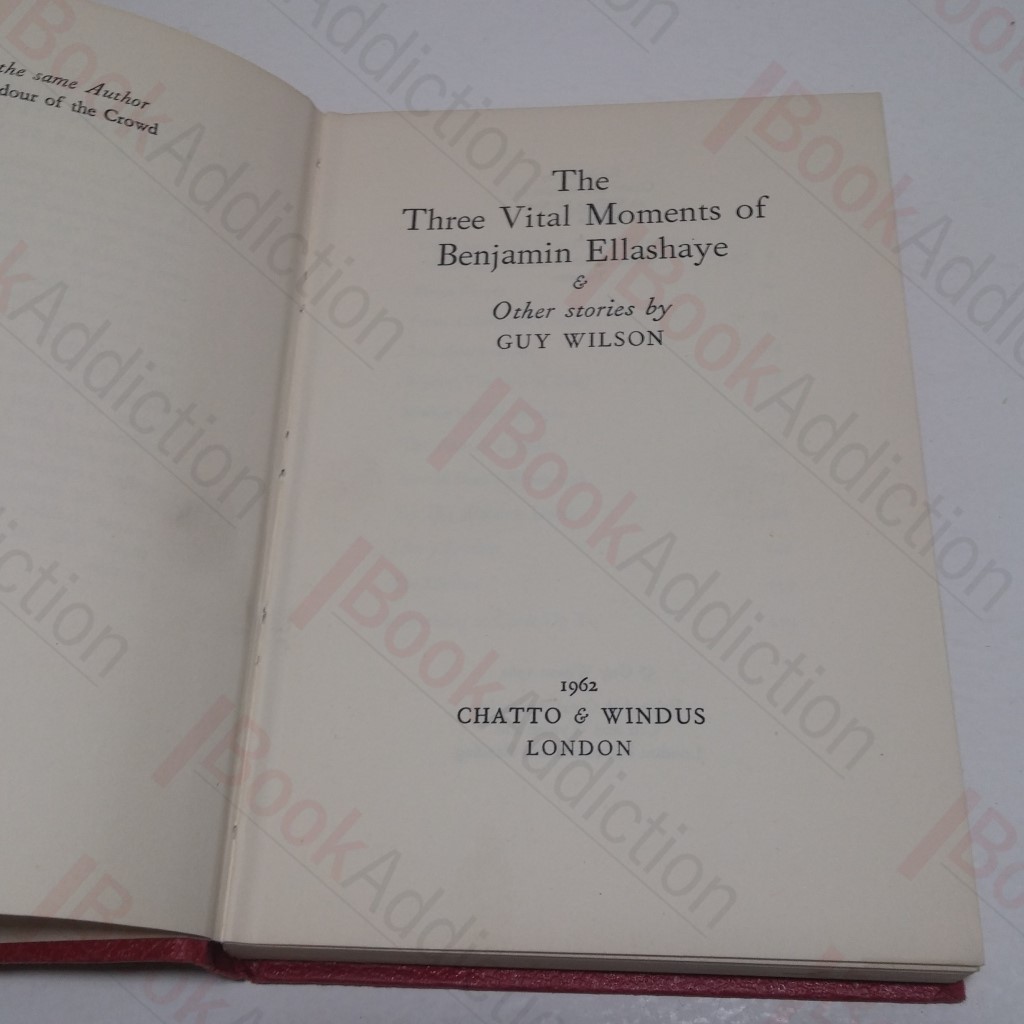 the same Author
dour of the Crowd
The
Three Vital Moments of
Benjamin Ellashaye
&
Other stories by
GUY WILSON
1962
CHATTO & WINDUS
LONDON
BookAddiction